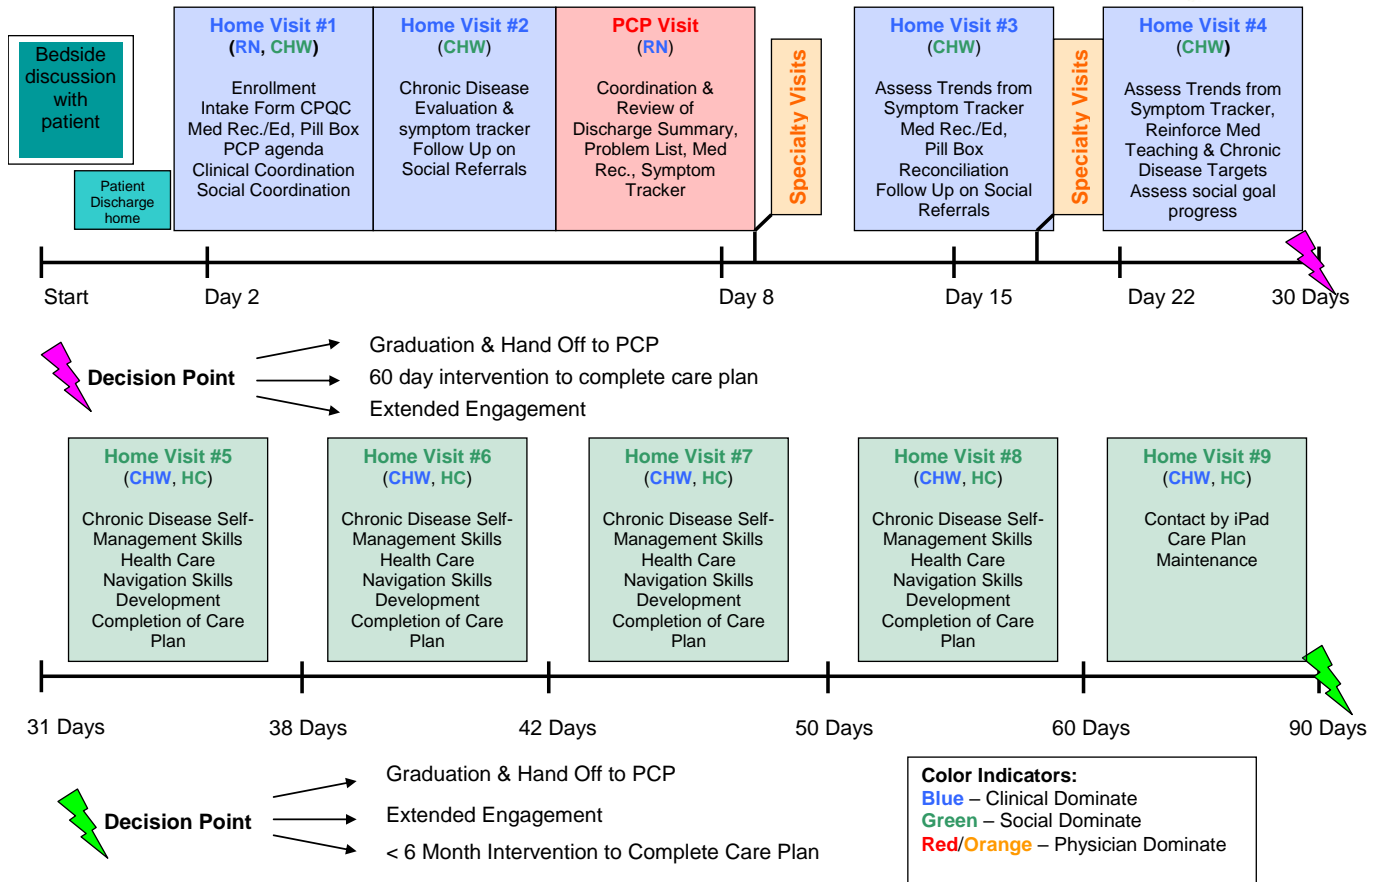 Bedside
discussion
with
patient
Patient
Discharge
home
Home Visit #1
(RN, CHW)
Enrollment
Intake Form CPQC
Med Rec./Ed, Pill Box
PCP agenda
Clinical Coordination
Social Coordination
Home Visit #2
(CHW)
Chronic Disease
Evaluation &
symptom tracker
Follow Up on
Social Referrals
PCP Visit
(RN)
Coordination &
Review of
Discharge Summary,
Problem List, Med
Rec., Symptom
Tracker
Specialty Visits
Home Visit #3
(CHW)
Assess Trends from
Symptom Tracker
Med Rec./Ed,
Pill Box
Reconciliation
Follow Up on Social
Referrals
Specialty Visits
Home Visit #4
(CHW)
Assess Trends from
Symptom Tracker,
Reinforce Med
Teaching & Chronic
Disease Targets
Assess social goal
progress
Start
Day 2
Day 8
Day 15
Day 22
30 Days
Decision Point
Graduation & Hand Off to PCP
60 day intervention to complete care plan
Extended Engagement
Home Visit #5
(CHW, HC)
Chronic Disease Self-
Management Skills
Health Care
Navigation Skills
Development
Completion of Care
Plan
Home Visit #6
(CHW, HC)
Chronic Disease Self-
Management Skills
Health Care
Navigation Skills
Development
Completion of Care
Plan
Home Visit #7
(CHW, HC)
Chronic Disease Self-
Management Skills
Health Care
Navigation Skills
Development
Completion of Care
Plan
Home Visit #8
(CHW, HC)
Chronic Disease Self-
Management Skills
Health Care
Navigation Skills
Development
Completion of Care
Plan
Home Visit #9
(CHW, HC)
Contact by iPad
Care Plan
Maintenance
31 Days
38 Days
42 Days
50 Days
60 Days
90 Days
Decision Point
Graduation & Hand Off to PCP
Extended Engagement
< 6 Month Intervention to Complete Care Plan
Color Indicators:
Blue – Clinical Dominate
Green – Social Dominate
Red/Orange – Physician Dominate